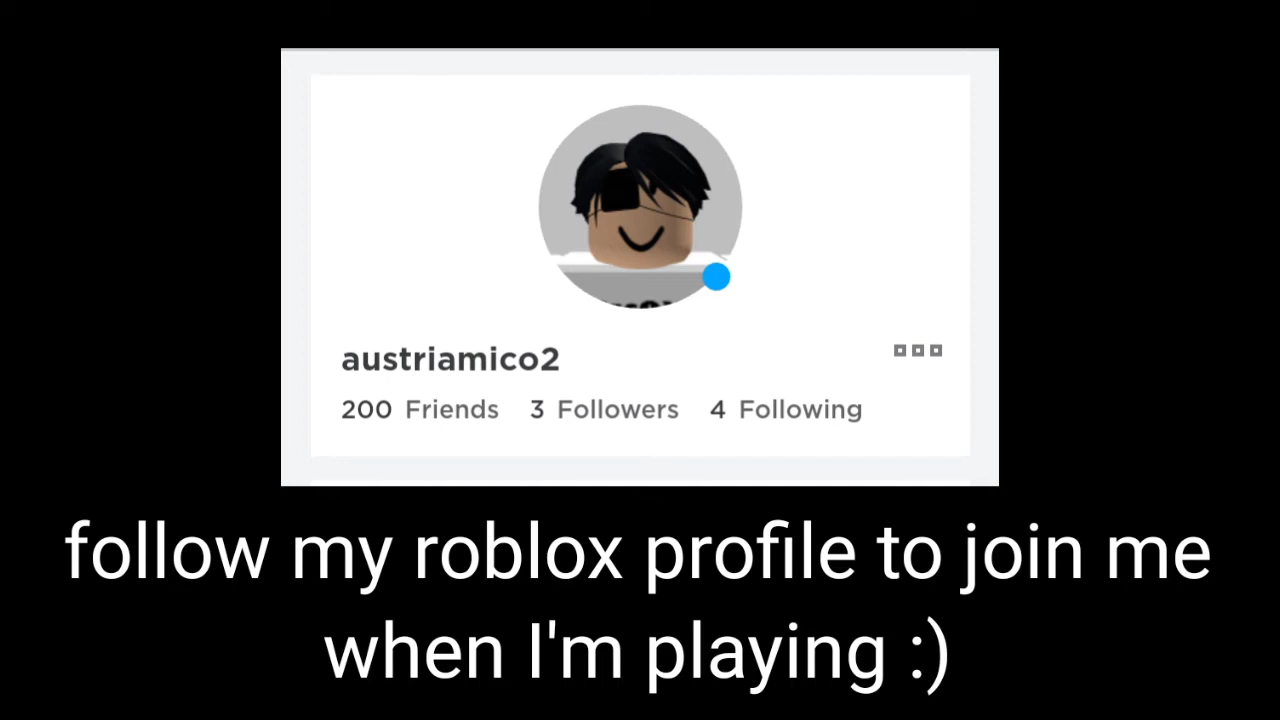 austriamico2
200 Friends 3 Followers 4 Following
follow my roblox profile to join me
when I'm playing :)